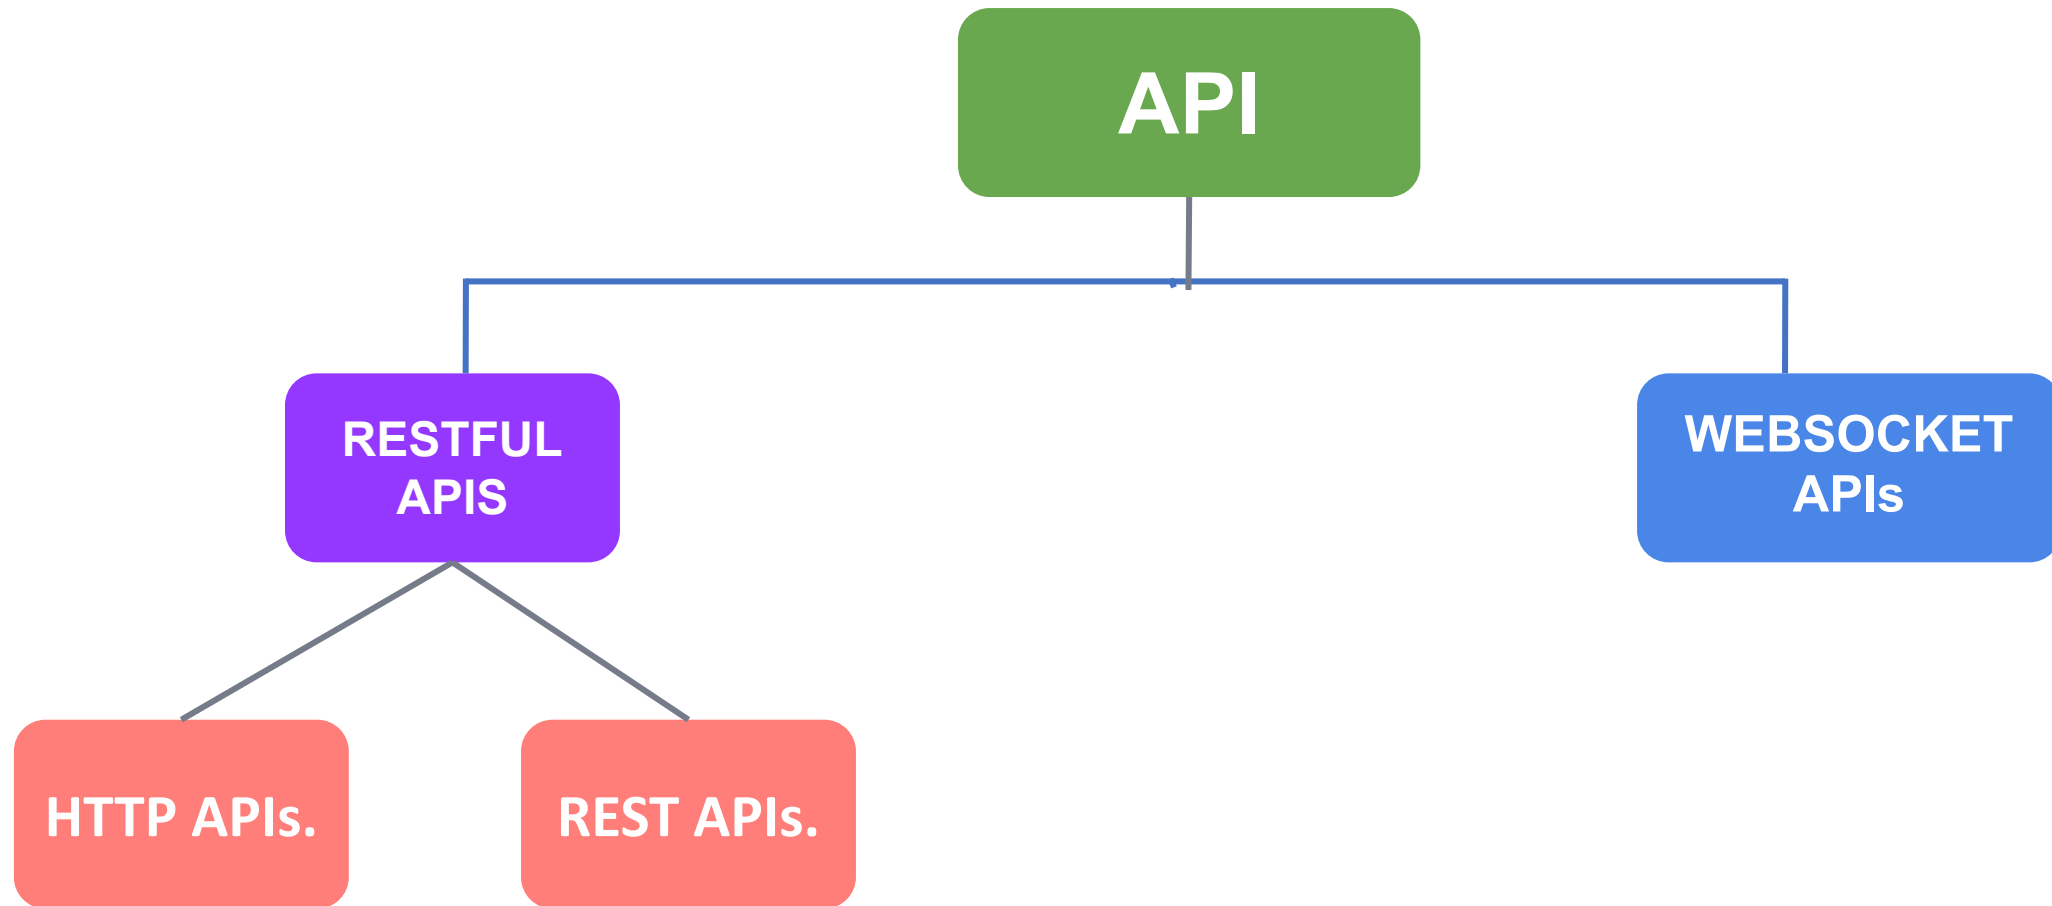 API
RESTFUL
APIS
WEBSOCKET
APIs
HTTP APIs.
REST APIs.